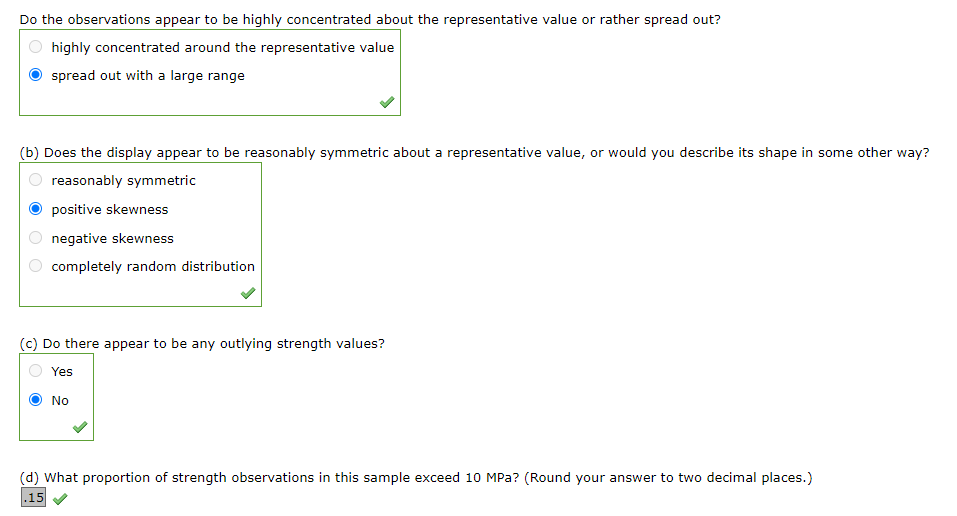 Do the observations appear to be highly concentrated about the representative value or rather spread out?
highly concentrated around the representative value
spread out with a large range
(b) Does the display appear to be reasonably symmetric about a representative value, or would you describe its shape in some other way?
reasonably symmetric
positive skewness
negative skewness
completely random distribution
(c) Do there appear to be any outlying strength values?
Yes
No
(d) What proportion of strength observations in this sample exceed 10 MPa? (Round your answer to two decimal places.)
.15